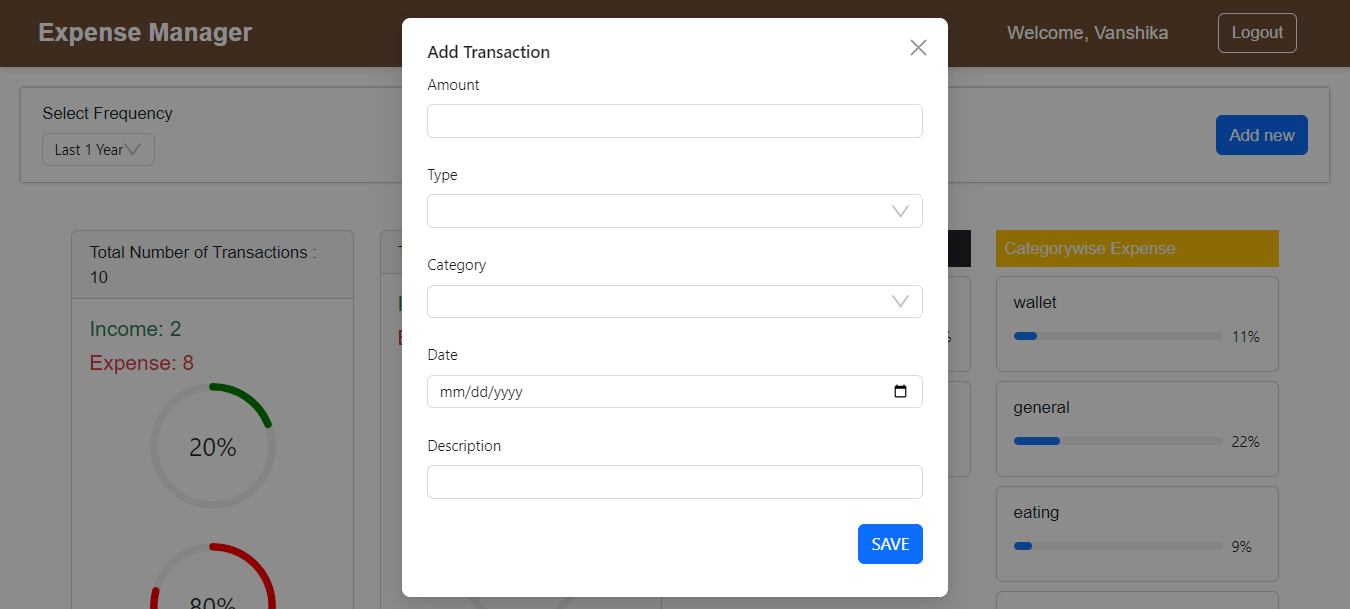 Expense Manager
Welcome, Vanshika
Logout
Select Frequency
Last 1 Year
Add new
Add Transaction
Amount
Type
Category
Date
mm/dd/yyyy
Description
SAVE
Total Number of Transactions :
10
Income: 2
Expense: 8
20%
80%
Categorywise Expense
wallet
11%
general
22%
eating
9%